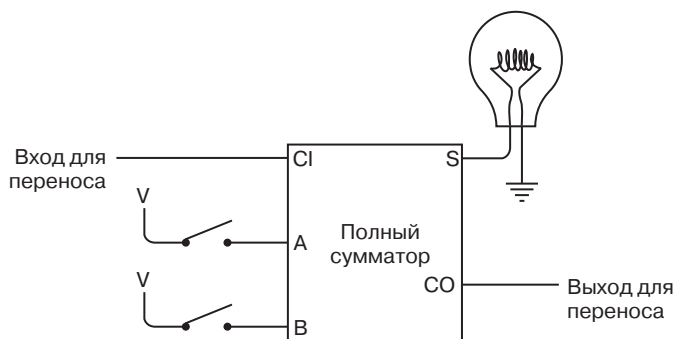 Вход для
переноса
CI
S
V
A
Полный
сумматор
V
CO
Выход для
переноса
B